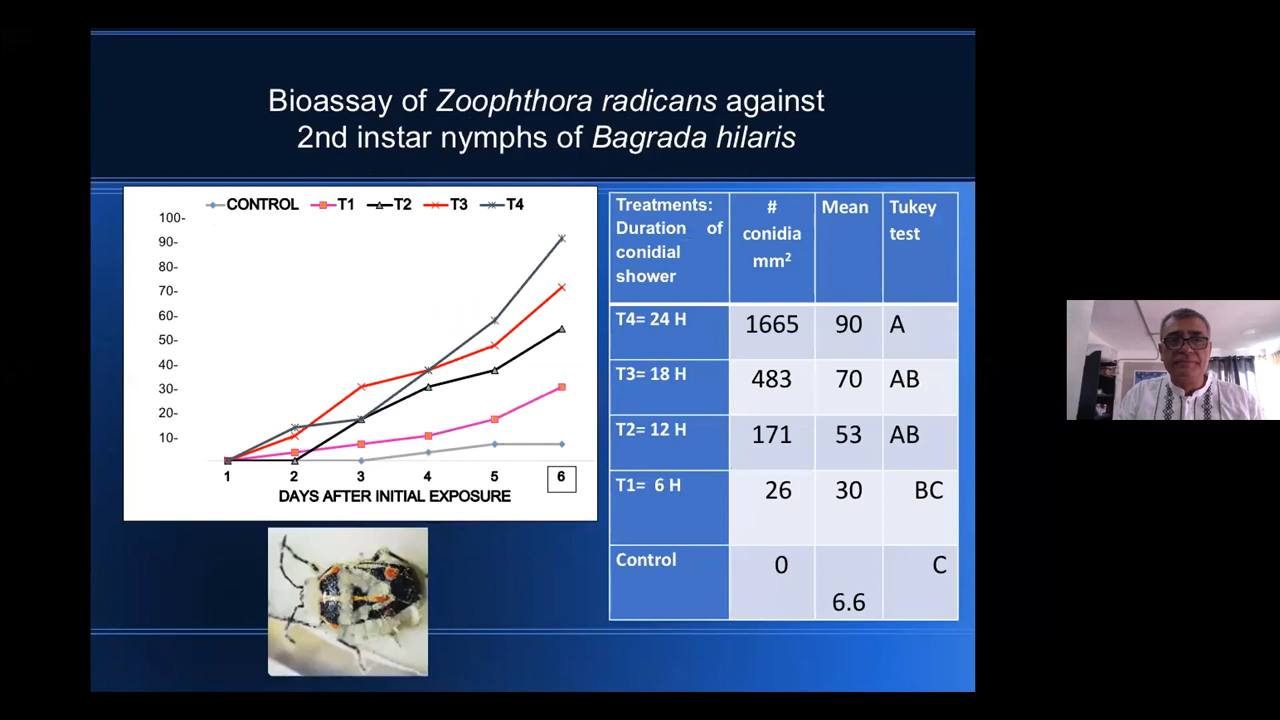 Bioassay of Zoophthora radicans against
2nd instar nymphs of Bagrada hilaris
CONTROL T1 T2 T3 T4
100-
90-
80-
70-
60-
50-
40-
30-
20-
10-
1 2 3 4 5 6
DAYS AFTER INITIAL EXPOSURE
Treatments:
Duration of
conidial
shower
#
conidia
mm²
Mean
Tukey
test
T4= 24 H 1665 90 A
T3= 18 H 483 70 AB
T2= 12 H 171 53 AB
T1= 6 H 26 30 BC
Control 0 6.6 C